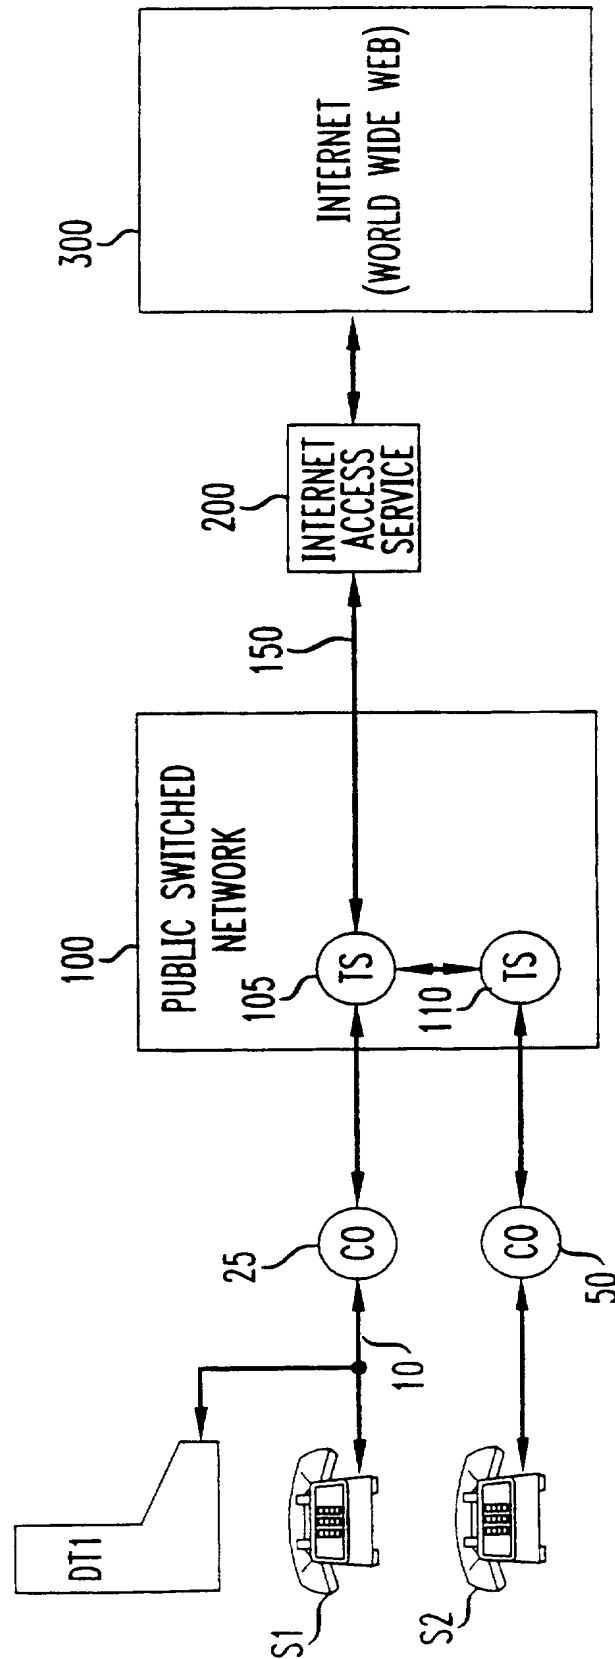 DT1
S1
S2
10
25
CO
50
CO
100
PUBLIC SWITCHED
NETWORK
105
TS
110
TS
150
200
INTERNET
ACCESS
SERVICE
300
INTERNET
(WORLD WIDE WEB)